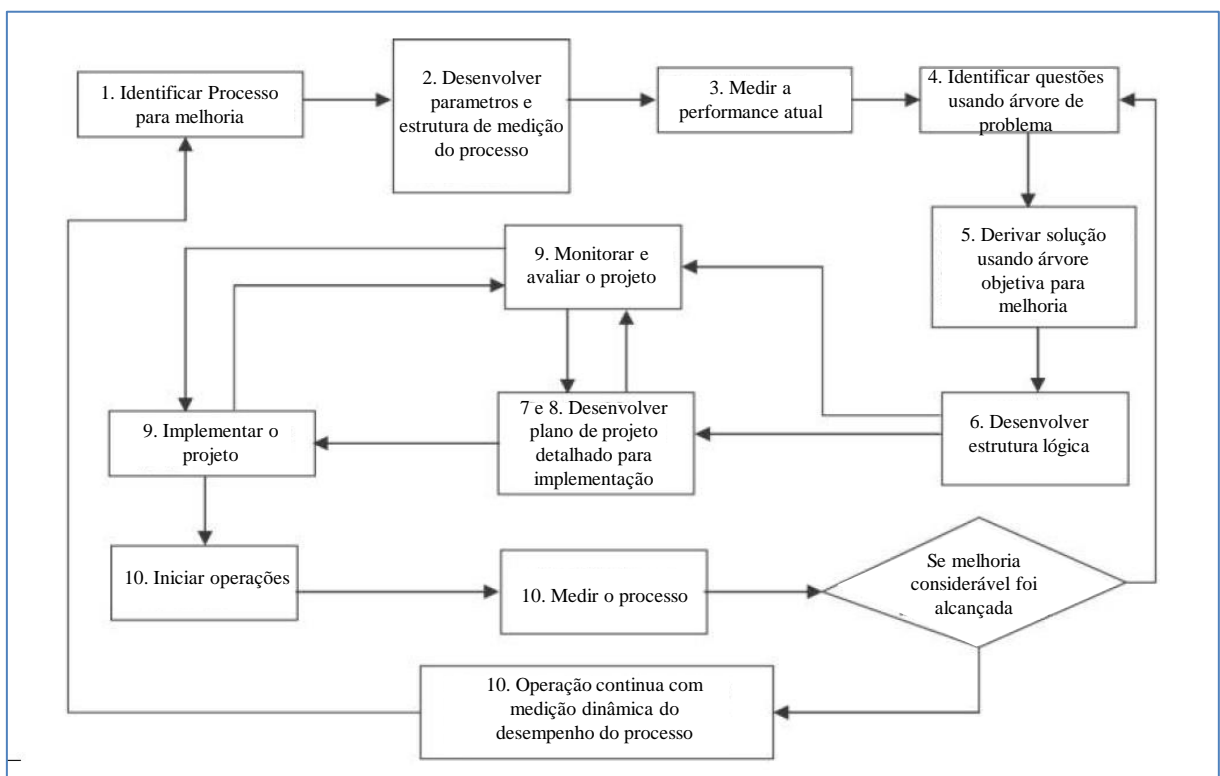 1. Identificar Processo
para melhoria
2. Desenvolver
parametros e
estrutura de medição
do processo
3. Medir a
performance atual
4. Identificar questões
usando árvore de
problema
5. Derivar solução
usando árvore
objetiva para
melhoria
9. Monitorar e
avaliar o projeto
9. Implementar o
projeto
7 e 8. Desenvolver
plano de projeto
detalhado para
implementação
6. Desenvolver
estrutura lógica
10. Iniciar operações
10. Medir o processo
Se melhoria
considerável foi
alcançada
10. Operação continua com
medição dinâmica do
desempenho do processo